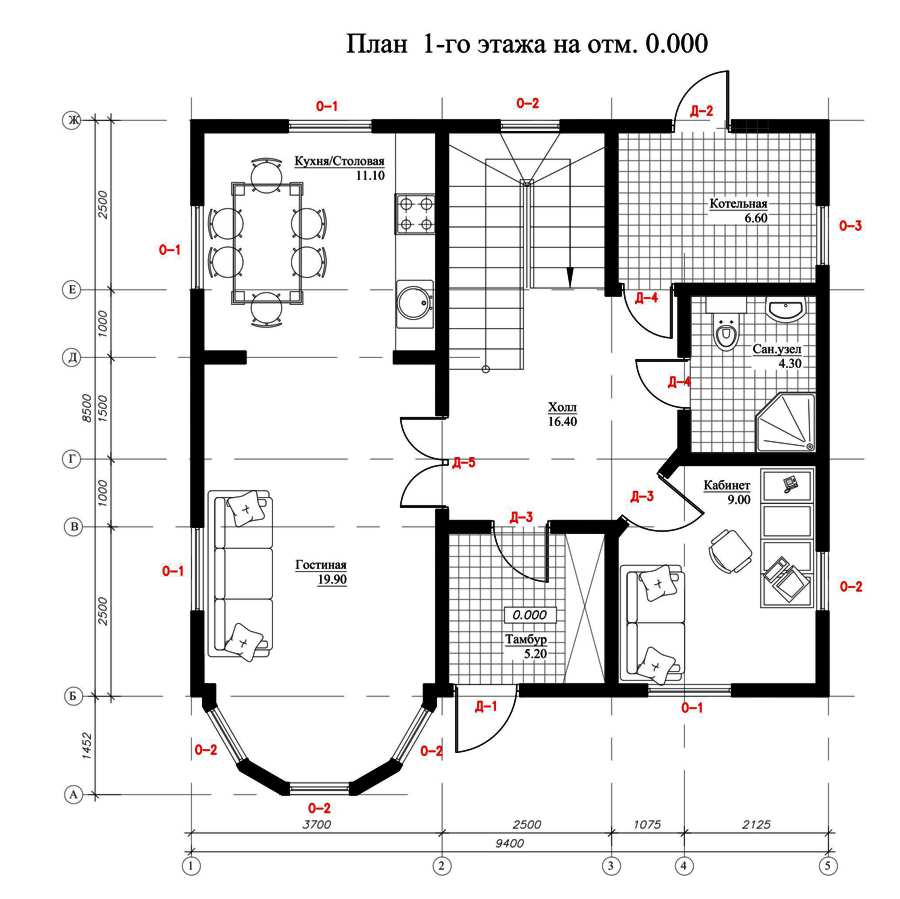 План 1-го этажа на отм. 0.000
О-1
О-2
Д-2
Ж
Кухня/Столовая
11.10
2500
Котельная
6.60
О-3
О-1
Е
Д-4
1000
Сан.узел
4.30
Д
Д-4
8500
1500
Холл
16.40
Г
Д-5
Кабинет
9.00
1000
Д-3
В
Д-3
О-1
Гостиная
19.90
О-2
2500
0.000
Тамбур
5.20
Б
Д-1
О-1
1452
О-2
О-2
А
О-2
3700
2500
1075
2125
9400
1
2
3
4
5